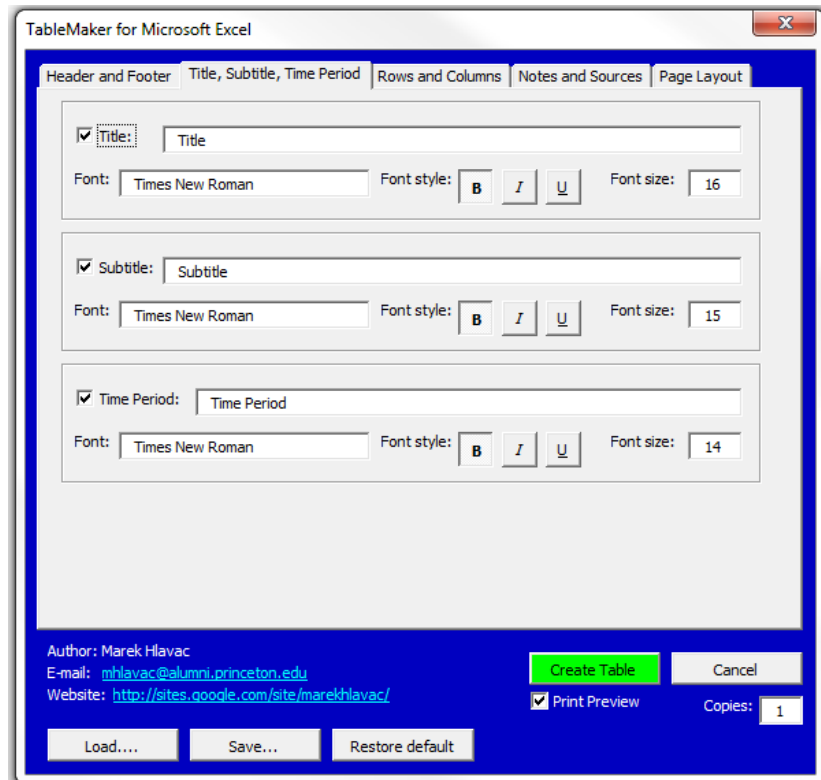 TableMaker for Microsoft Excel
Header and Footer Title, Subtitle, Time Period Rows and Columns Notes and Sources Page Layout
Title: Title
Font: Times New Roman Font style: B I U Font size: 16
Subtitle: Subtitle
Font: Times New Roman Font style: B I U Font size: 15
Time Period: Time Period
Font: Times New Roman Font style: B I U Font size: 14
Author: Marek Hlavac
E-mail: mhlavac@alumni.princeton.edu
Website: http://sites.google.com/site/marekhlavac/
Create Table Cancel
Print Preview Copies: 1
Load.... Save... Restore default